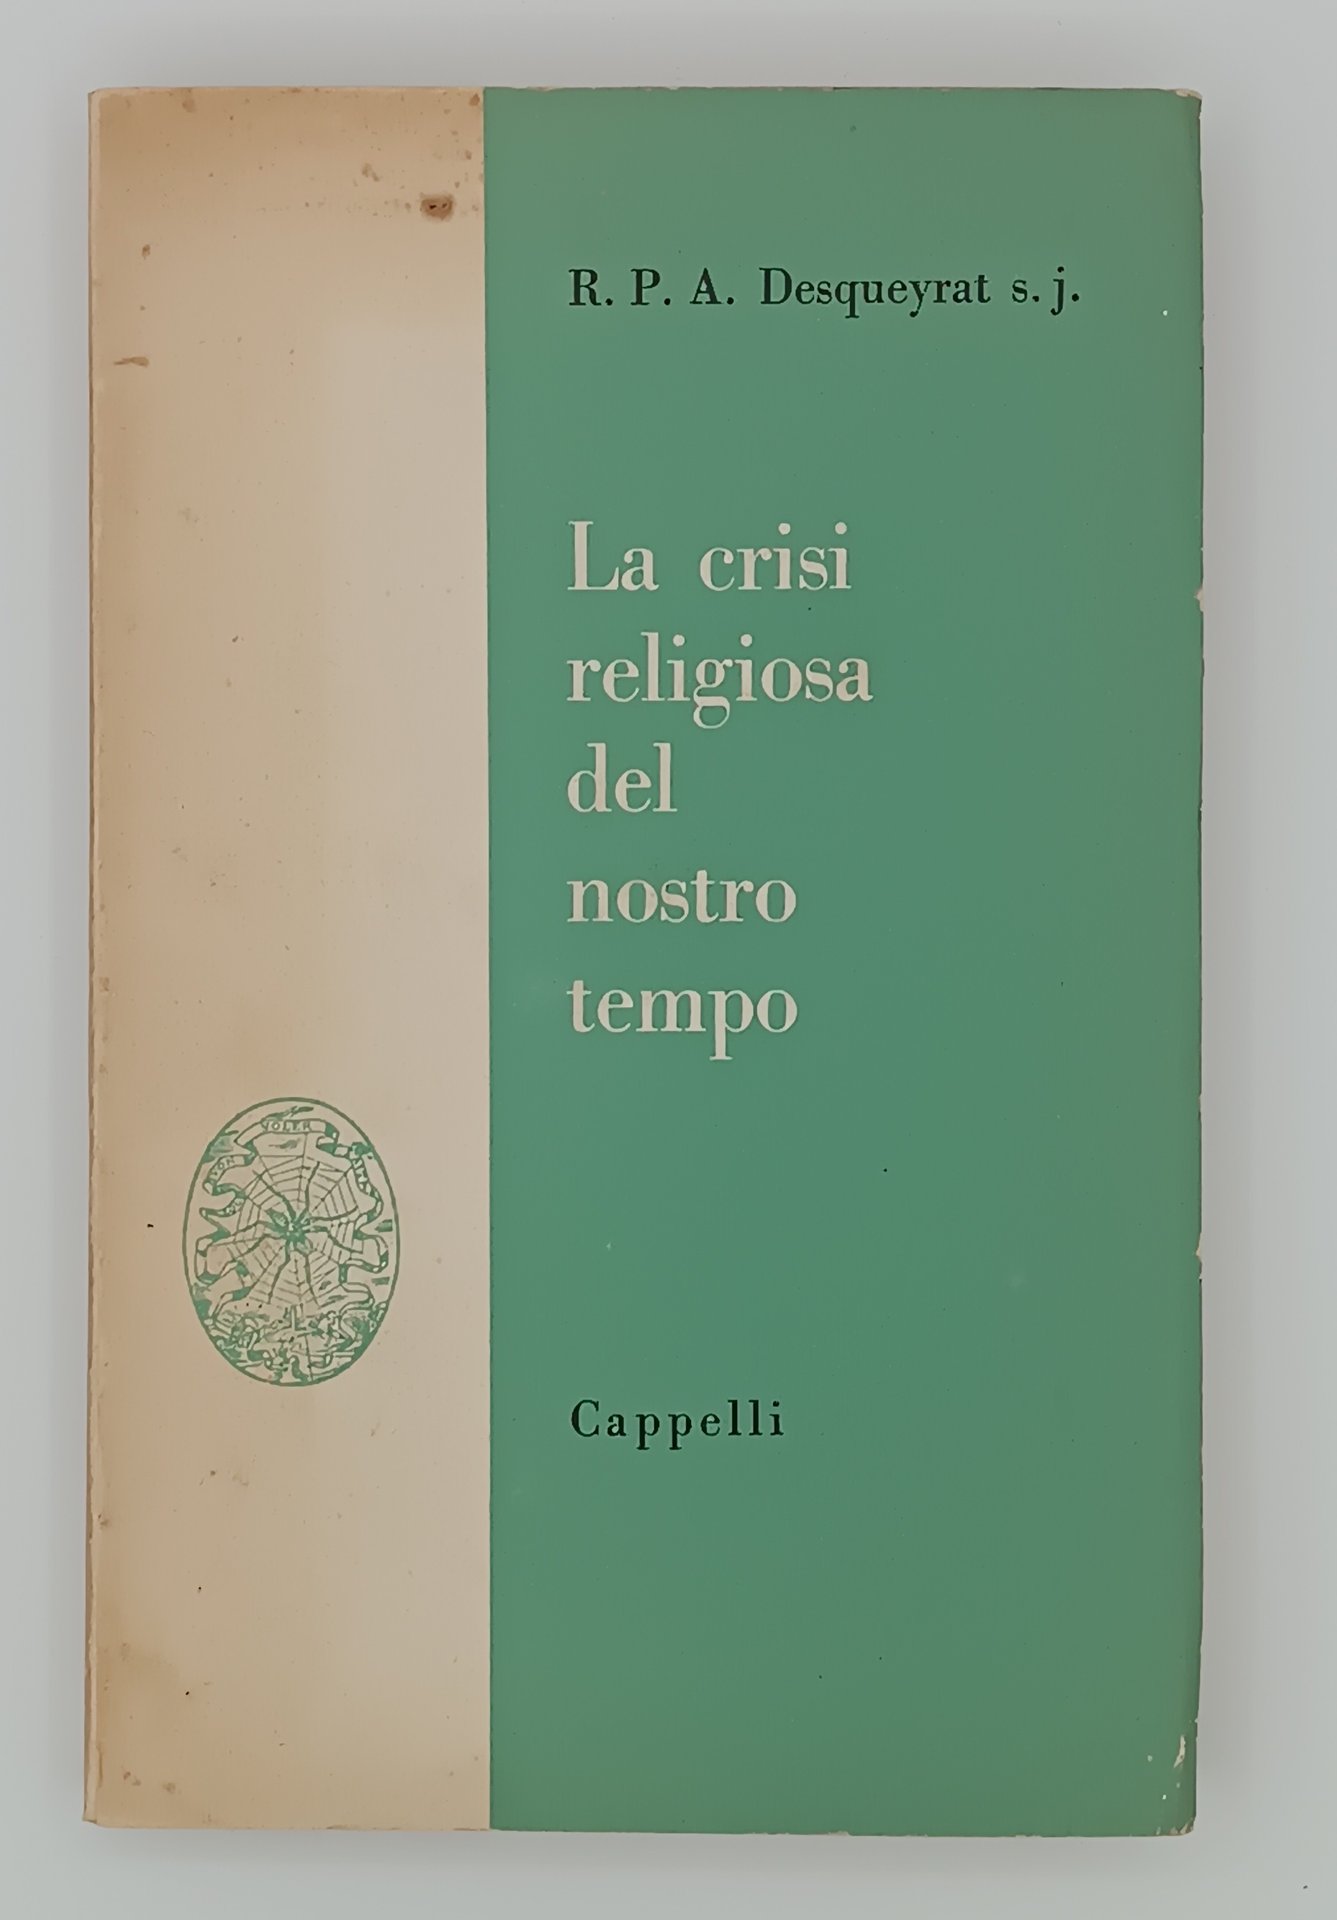 R. P. A. Desqueyrat s. j.
La crisi
religiosa
del
nostro
tempo
Cappelli